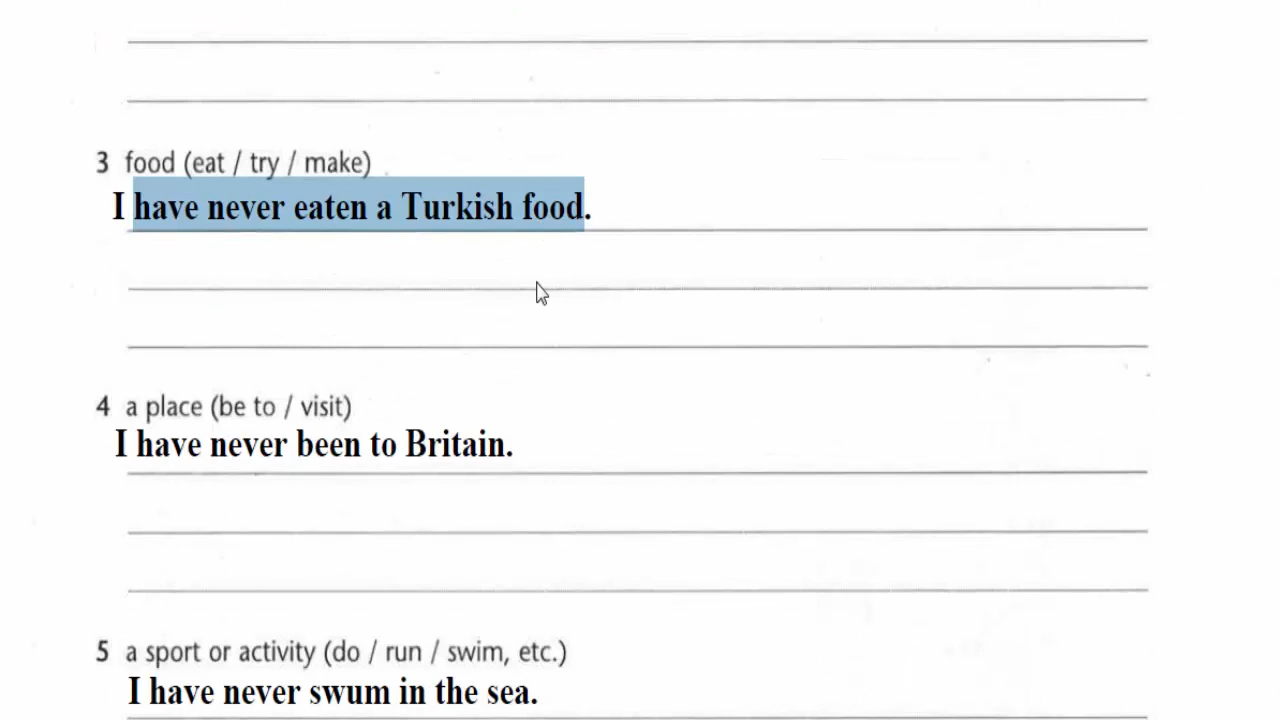 3 food (eat / try / make)
I have never eaten a Turkish food.
4 a place (be to / visit)
I have never been to Britain.
5 a sport or activity (do / run / swim, etc.)
I have never swum in the sea.